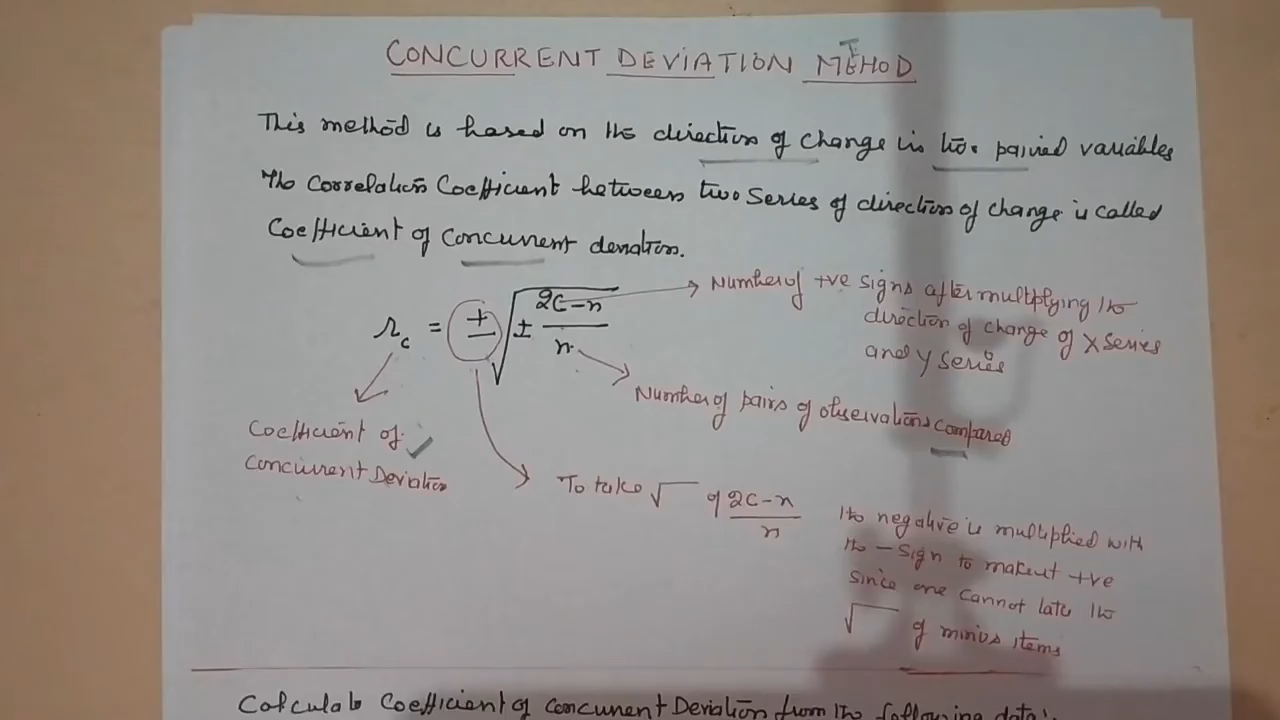 CONCURRENT DEVIATION METHOD
This method is based on the direction of change in two paired variables
The Correlation Coefficient between two Series of direction of change is called
Coefficient of Concurrent deviation.
r_c = ± √ ± 2C-n / n
Number of +ve signs after multiplying the
direction of change of X Series
and Y Series
Number of pairs of observations compared
Coefficient of
Concurrent Deviation
To take √ of 2C-n / n
the negative is multiplied with
the - sign to make it +ve
since one cannot take the
√ of minus items
Calculate Coefficient of Concurrent Deviation from the following data: